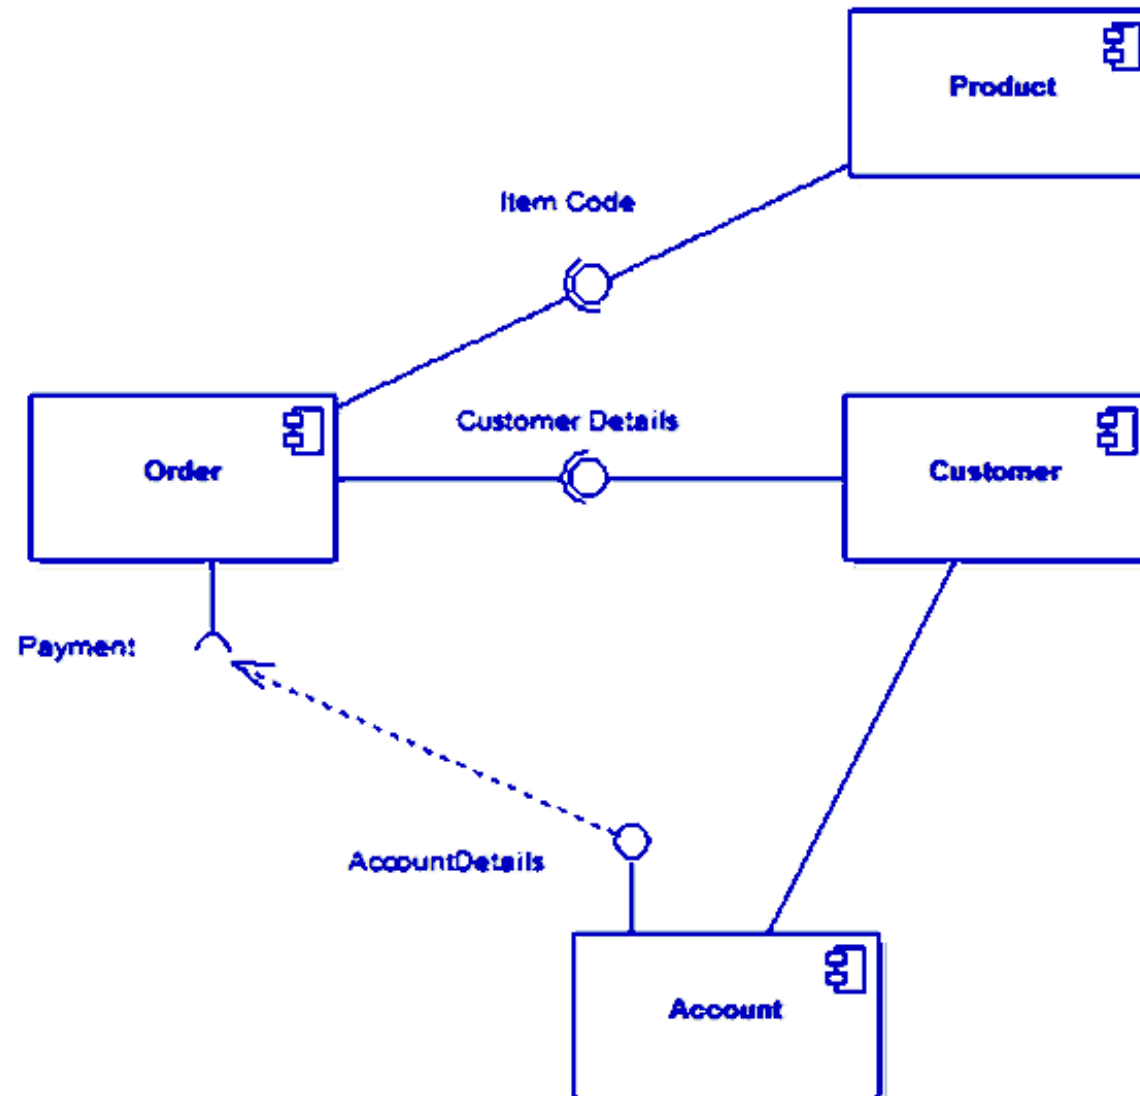 Product
Item Code
Customer Details
Order
Customer
Payment
AccountDetails
Account